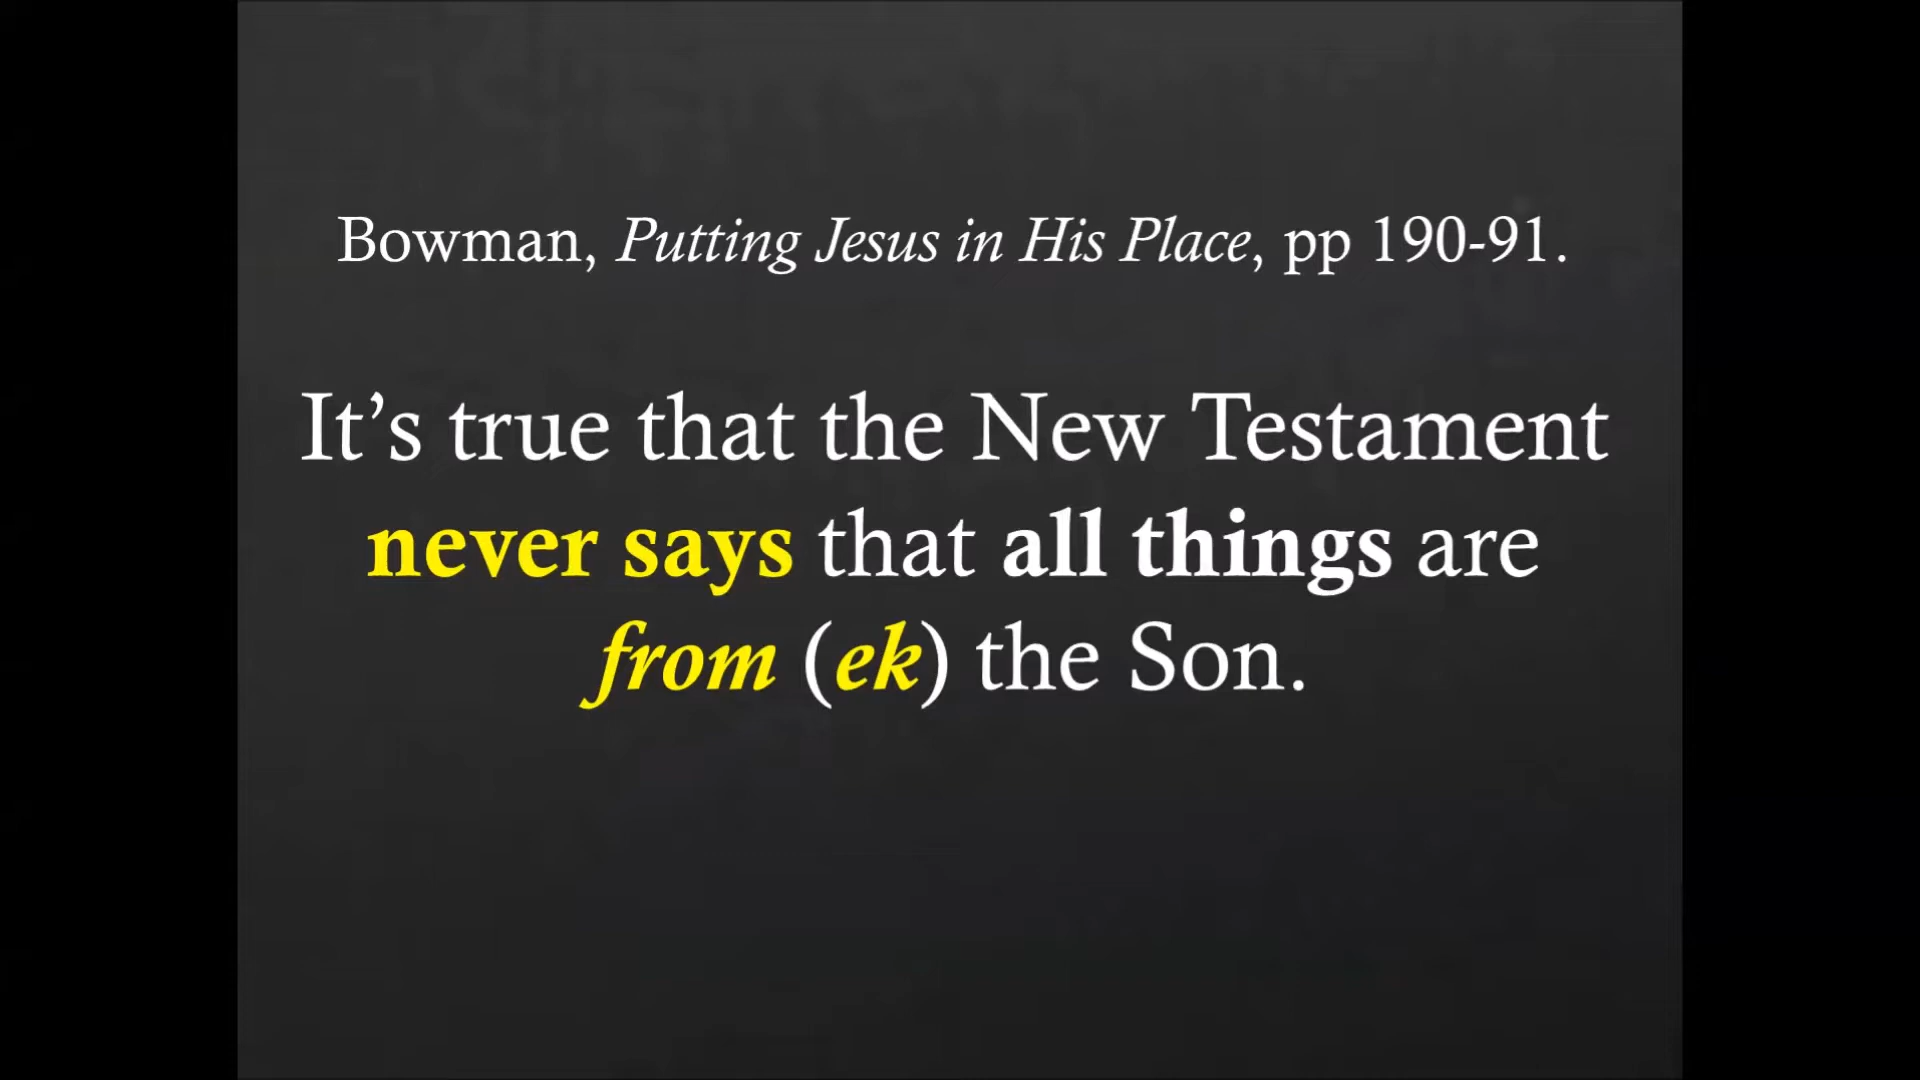 Bowman, Putting Jesus in His Place, pp 190-91.
It’s true that the New Testament
never says that all things are
from (ek) the Son.